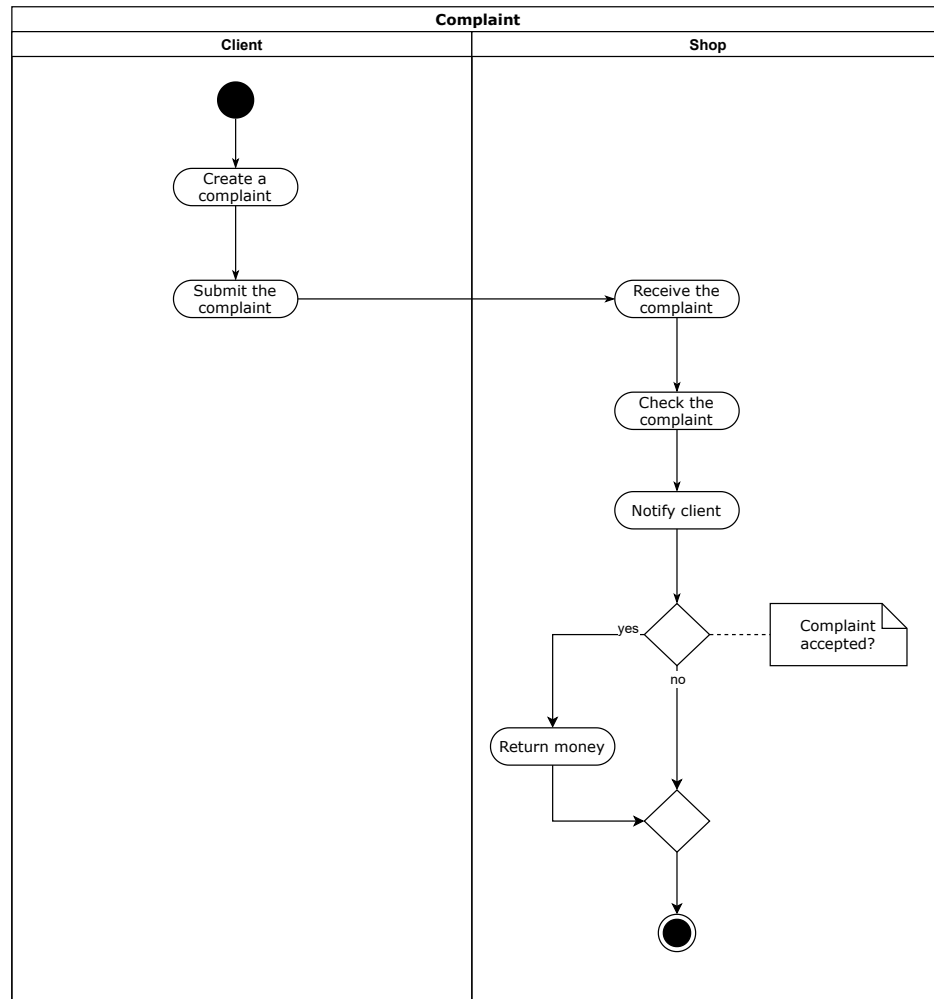 Complaint
Client
Shop
Create a
complaint
Submit the
complaint
Receive the
complaint
Check the
complaint
Notify client
yes
Complaint
accepted?
no
Return money